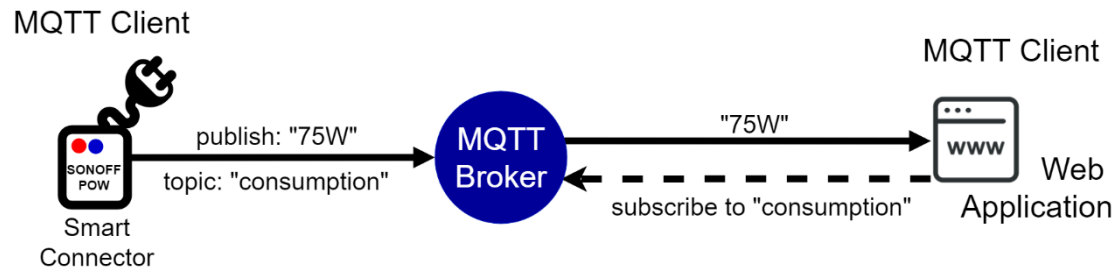 MQTT Client
SONOFF
POW
Smart
Connector
publish: "75W"
topic: "consumption"
MQTT
Broker
"75W"
subscribe to "consumption"
MQTT Client
www
Web
Application